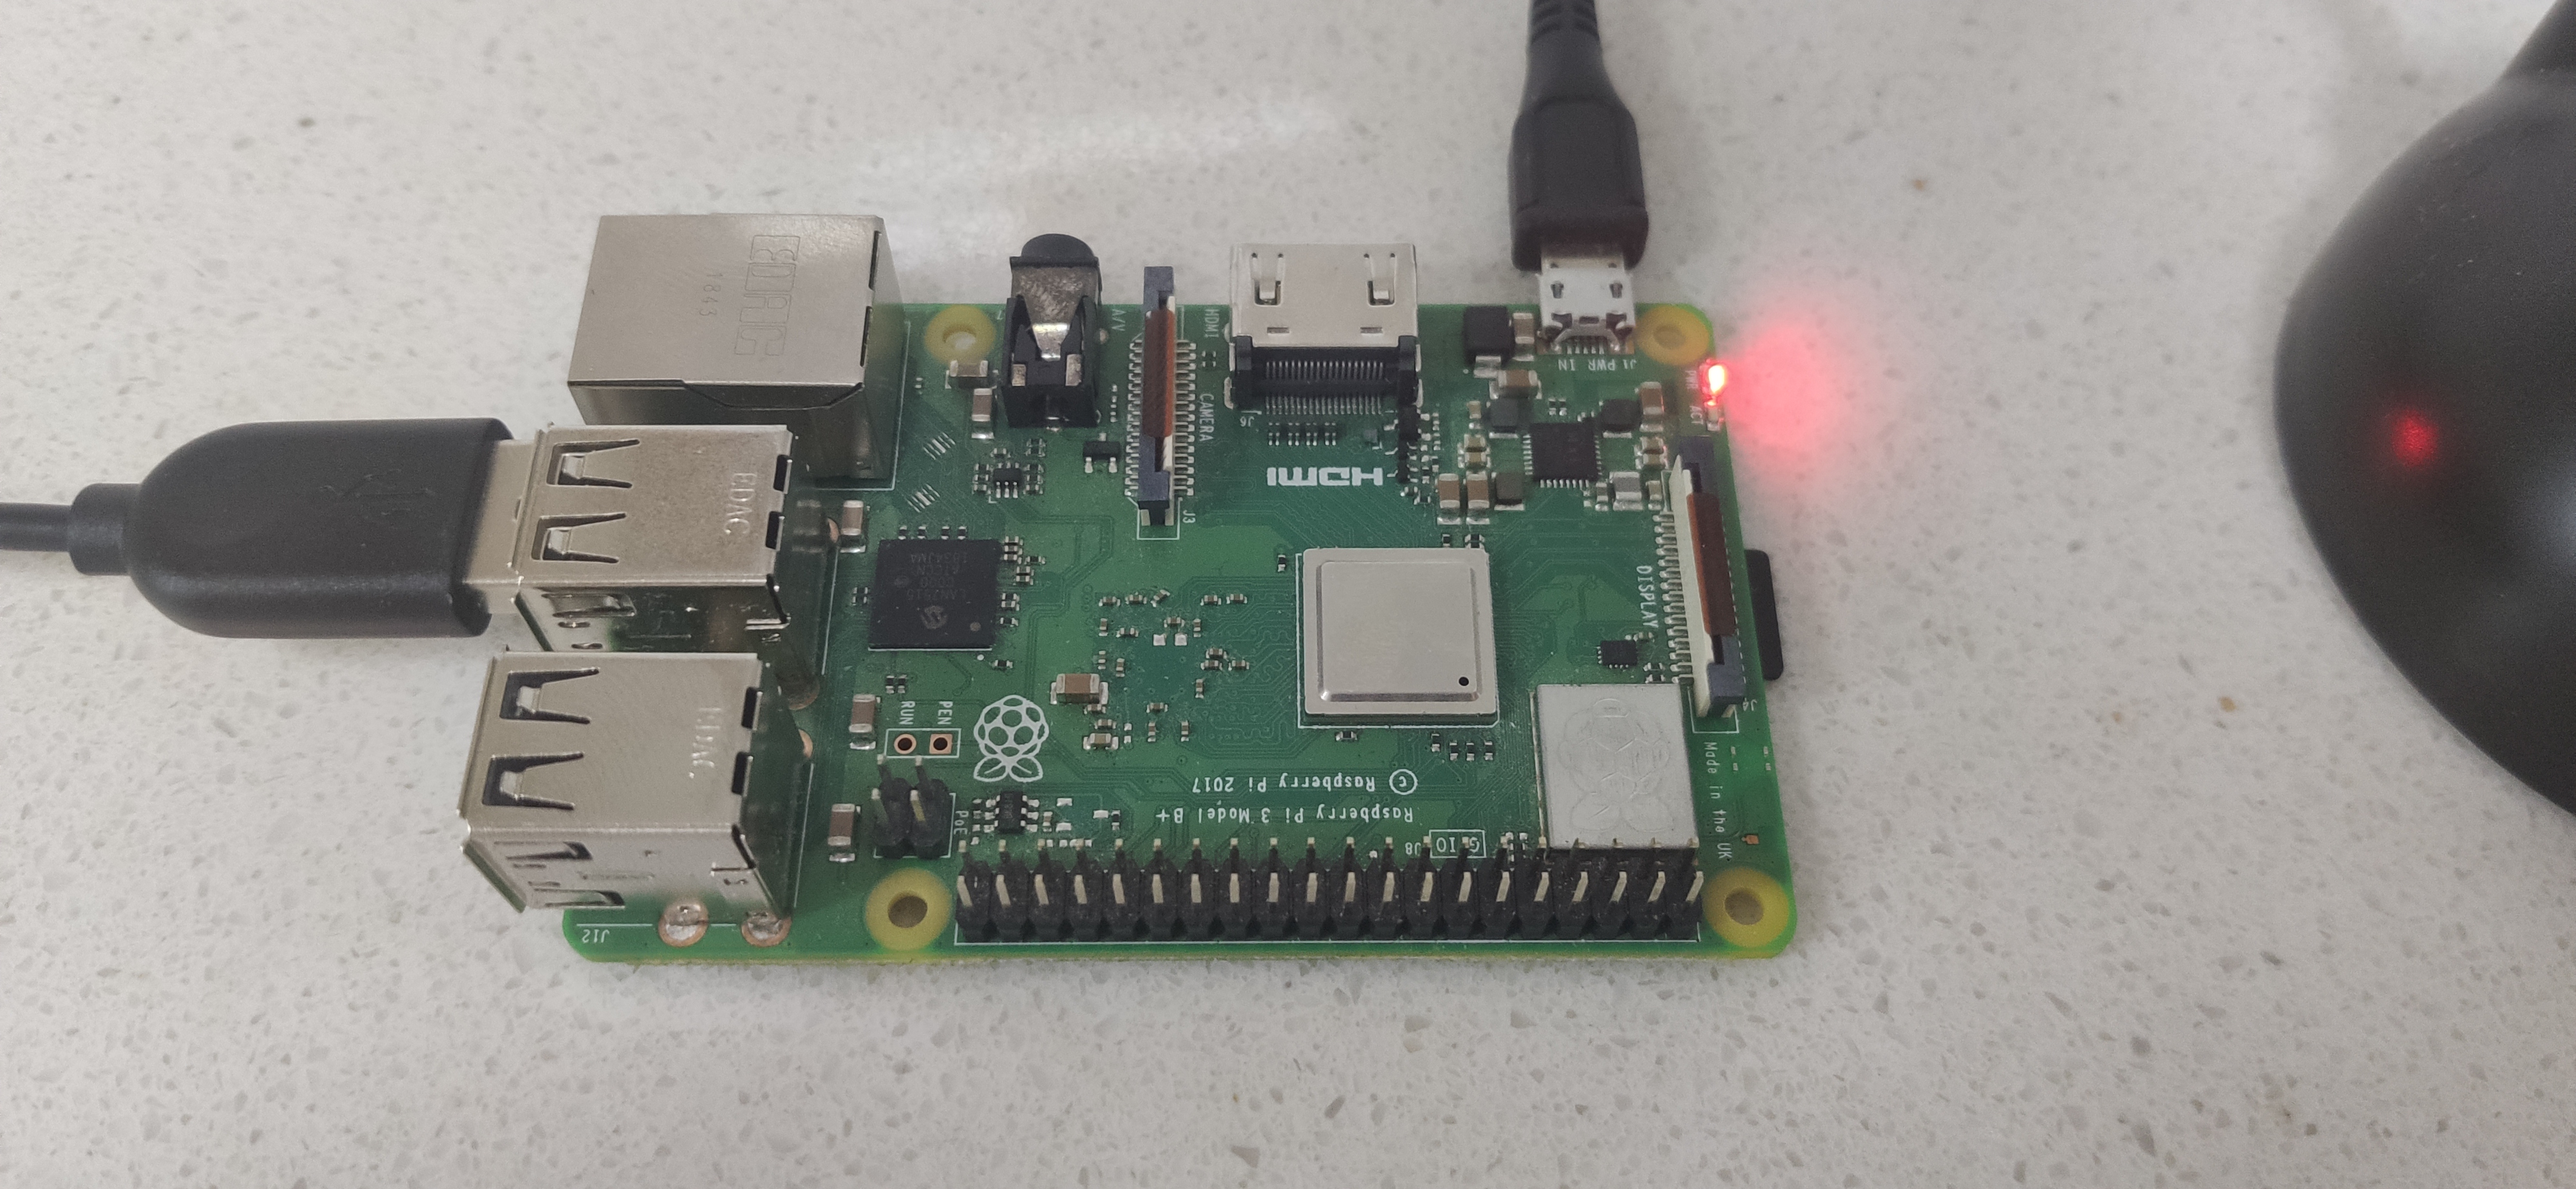 EDAC
1843
A/V
HDMI
CAMERA
J3
J6
HDMI
J1 PWR IN
PWR
ACT
EDAC
LAN7515
DISPLAY
J4
EDAC
RUN
PEN
© Raspberry Pi 2017
Raspberry Pi 3 Model B+
Made in the UK
PoE
J8
GPIO
J12